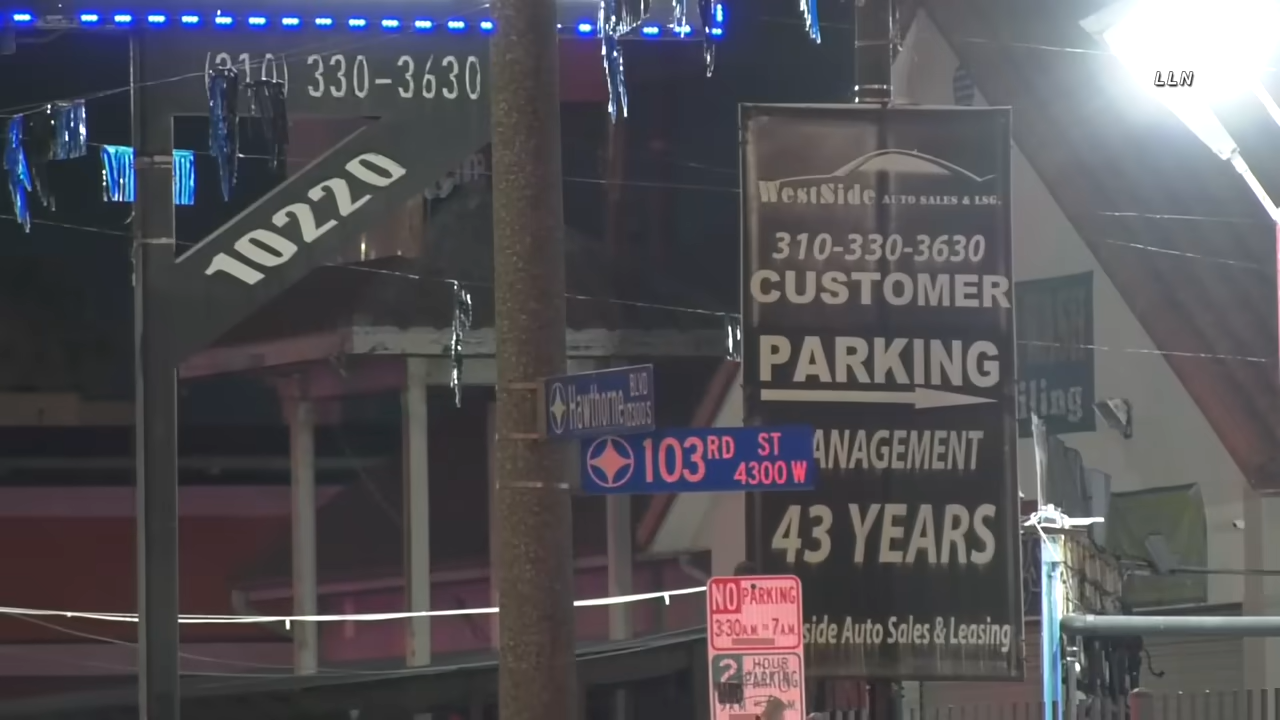 (310) 330-3630
10220
LLN
WestSide AUTO SALES & LSG.
310-330-3630
CUSTOMER
PARKING
ANAGEMENT
43 YEARS
side Auto Sales & Leasing
Hawthorne BLVD
10300 S
103RD ST
4300 W
NO PARKING
3:30 A.M. TO 7 A.M.
2 HOUR
PARKING